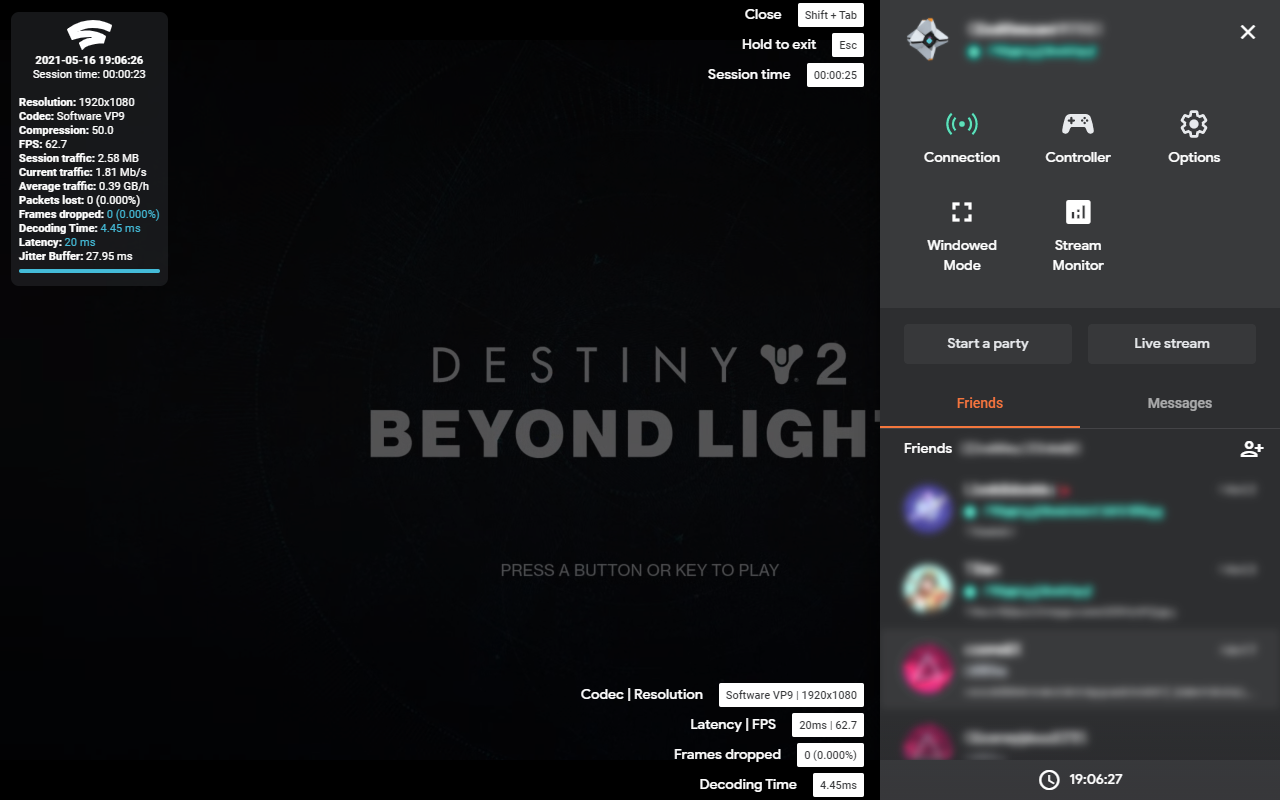 2021-05-16 19:06:26
Session time: 00:00:23
Resolution: 1920x1080
Codec: Software VP9
Compression: 50.0
FPS: 62.7
Session traffic: 2.58 MB
Current traffic: 1.81 Mb/s
Average traffic: 0.39 GB/h
Packets lost: 0 (0.000%)
Frames dropped: 0 (0.000%)
Decoding Time: 4.45 ms
Latency: 20 ms
Jitter Buffer: 27.95 ms
Close Shift + Tab
Hold to exit Esc
Session time 00:00:25
DESTINY 2
BEYOND LIGHT
PRESS A BUTTON OR KEY TO PLAY
Codec | Resolution Software VP9 | 1920x1080
Latency | FPS 20ms | 62.7
Frames dropped 0 (0.000%)
Decoding Time 4.45ms
Connection
Controller
Options
Windowed
Mode
Stream
Monitor
Start a party
Live stream
Friends
Messages
Friends
19:06:27